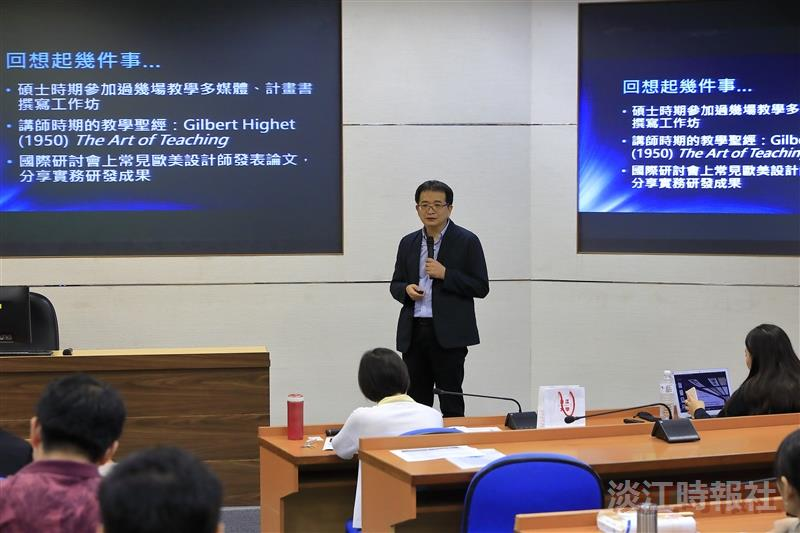 回想起幾件事...
• 碩士時期參加過幾場教學多媒體、計畫書
撰寫工作坊
• 講師時期的教學聖經：Gilbert Highet
(1950) The Art of Teaching
• 國際研討會上常見歐美設計師發表論文，
分享實務研發成果
回想起幾件事...
• 碩士時期參加過幾場教學多
撰寫工作坊
• 講師時期的教學聖經：Gilb
(1950) The Art of Teachin
• 國際研討會上常見歐美設計
分享實務研發成果
淡江時報社